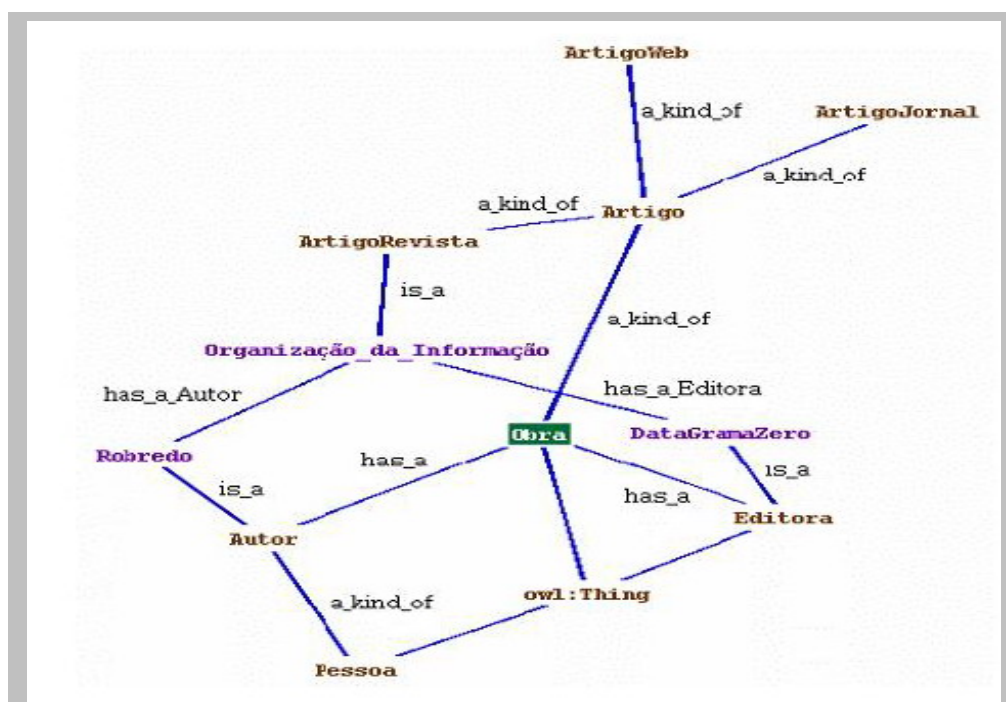 ArtigoWeb
a_kind_of
ArtigoJornal
a_kind_of
a_kind_of
Artigo
ArtigoRevista
is_a
a_kind_of
Organização_da_Informação
has_a_Autor
has_a_Editora
Obra
DataGramaZero
Robredo
has_a
is_a
is_a
has_a
Editora
Autor
owl:Thing
a_kind_of
Pessoa